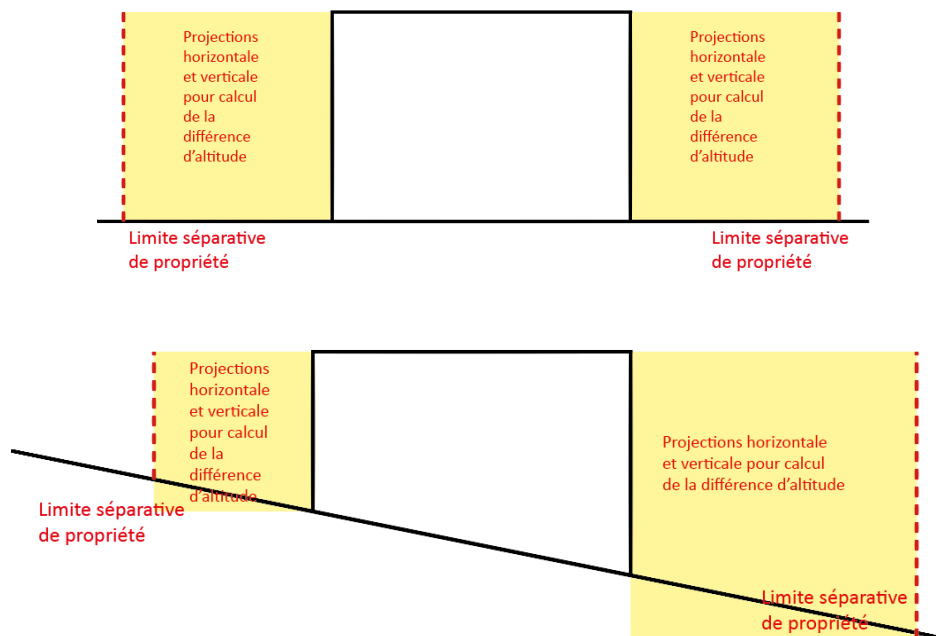 Projections
horizontale
et verticale
pour calcul
de la
différence
d'altitude
Projections
horizontale
et verticale
pour calcul
de la
différence
d'altitude
Limite séparative
de propriété
Limite séparative
de propriété
Projections
horizontale
et verticale
pour calcul
de la
différence
d'altitude
Projections horizontale
et verticale pour calcul
de la différence d'altitude
Limite séparative
de propriété
Limite séparative
de propriété